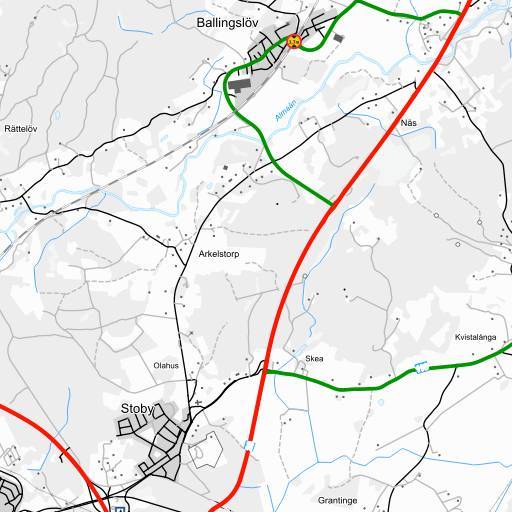 Ballingslöv
Almaån
Rättelöv
Näs
Arkelstorp
Kvistalånga
Skea
Olahus
Stoby
Grantinge